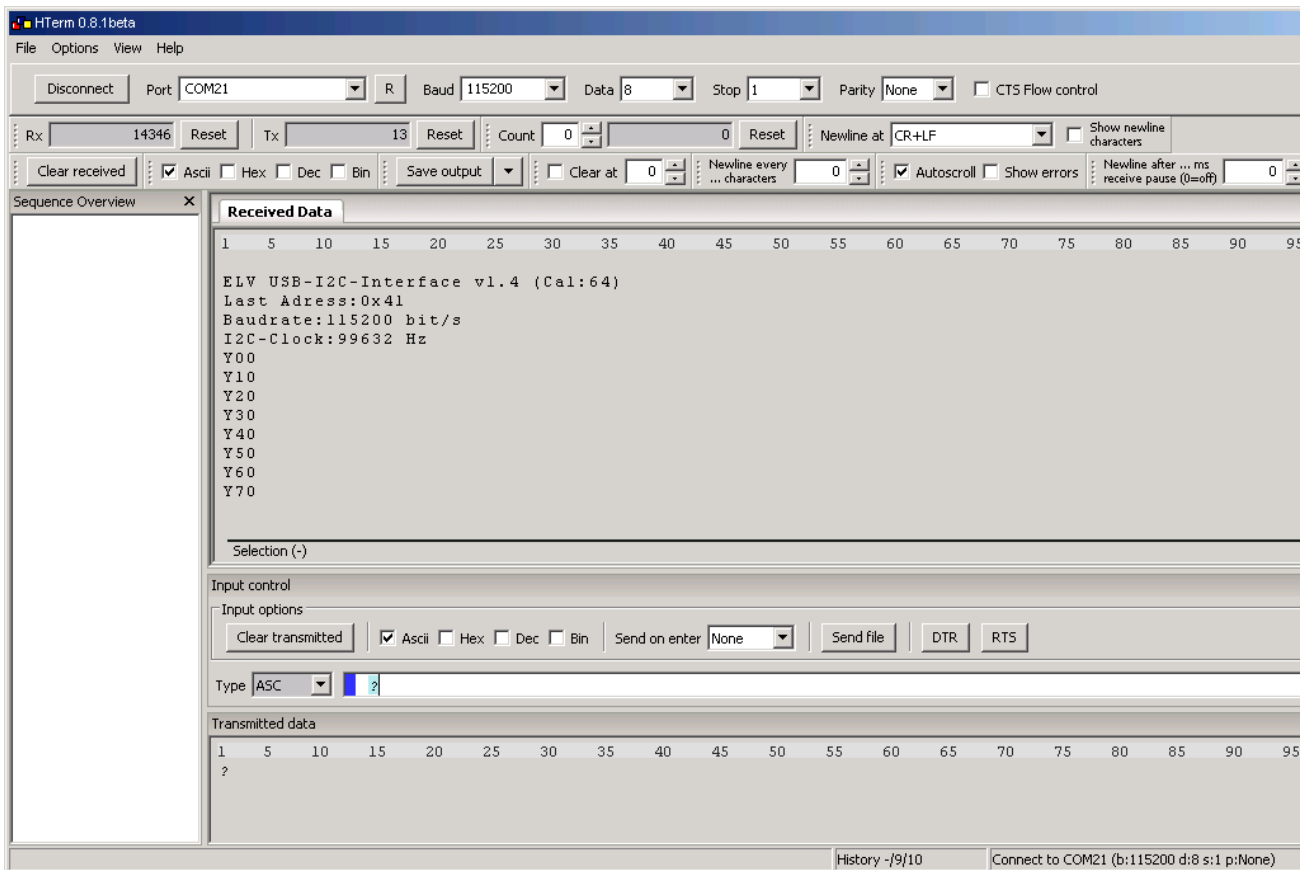 HTerm 0.8.1beta
File Options View Help
Disconnect Port COM21 R Baud 115200 Data 8 Stop 1 Parity None CTS Flow control
Rx 14346 Reset Tx 13 Reset Count 0 0 Reset Newline at CR+LF Show newline characters
Clear received Ascii Hex Dec Bin Save output Clear at 0 Newline every ... characters 0 Autoscroll Show errors Newline after ... ms receive pause (0=off) 0
Sequence Overview X
Received Data
1 5 10 15 20 25 30 35 40 45 50 55 60 65 70 75 80 85 90 95
ELV USB-I2C-Interface v1.4 (Cal:64)
Last Adress:0x41
Baudrate:115200 bit/s
I2C-Clock:99632 Hz
Y00
Y10
Y20
Y30
Y40
Y50
Y60
Y70
Selection (-)
Input control
Input options
Clear transmitted Ascii Hex Dec Bin Send on enter None Send file DTR RTS
Type ASC ?
Transmitted data
1 5 10 15 20 25 30 35 40 45 50 55 60 65 70 75 80 85 90 95
?
History -/9/10 Connect to COM21 (b:115200 d:8 s:1 p:None)